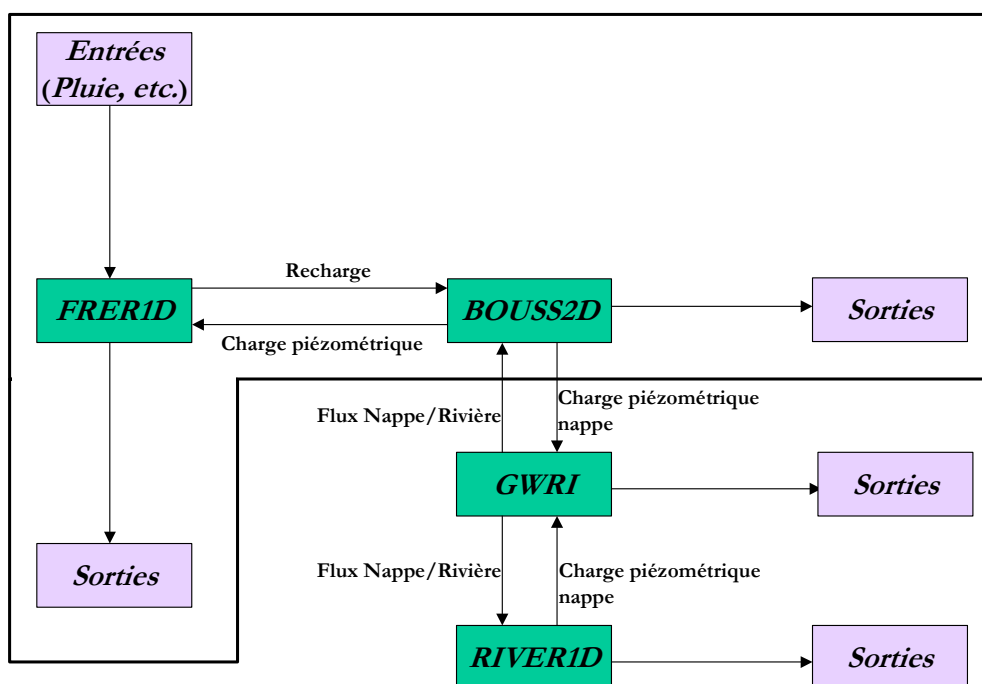 Entrées
(Pluie, etc.)
Recharge
FRER1D
BOUSS2D
Sorties
Charge piézométrique
Flux Nappe/Rivière
Charge piézométrique
nappe
GWRI
Sorties
Sorties
Flux Nappe/Rivière
Charge piézométrique
nappe
RIVER1D
Sorties